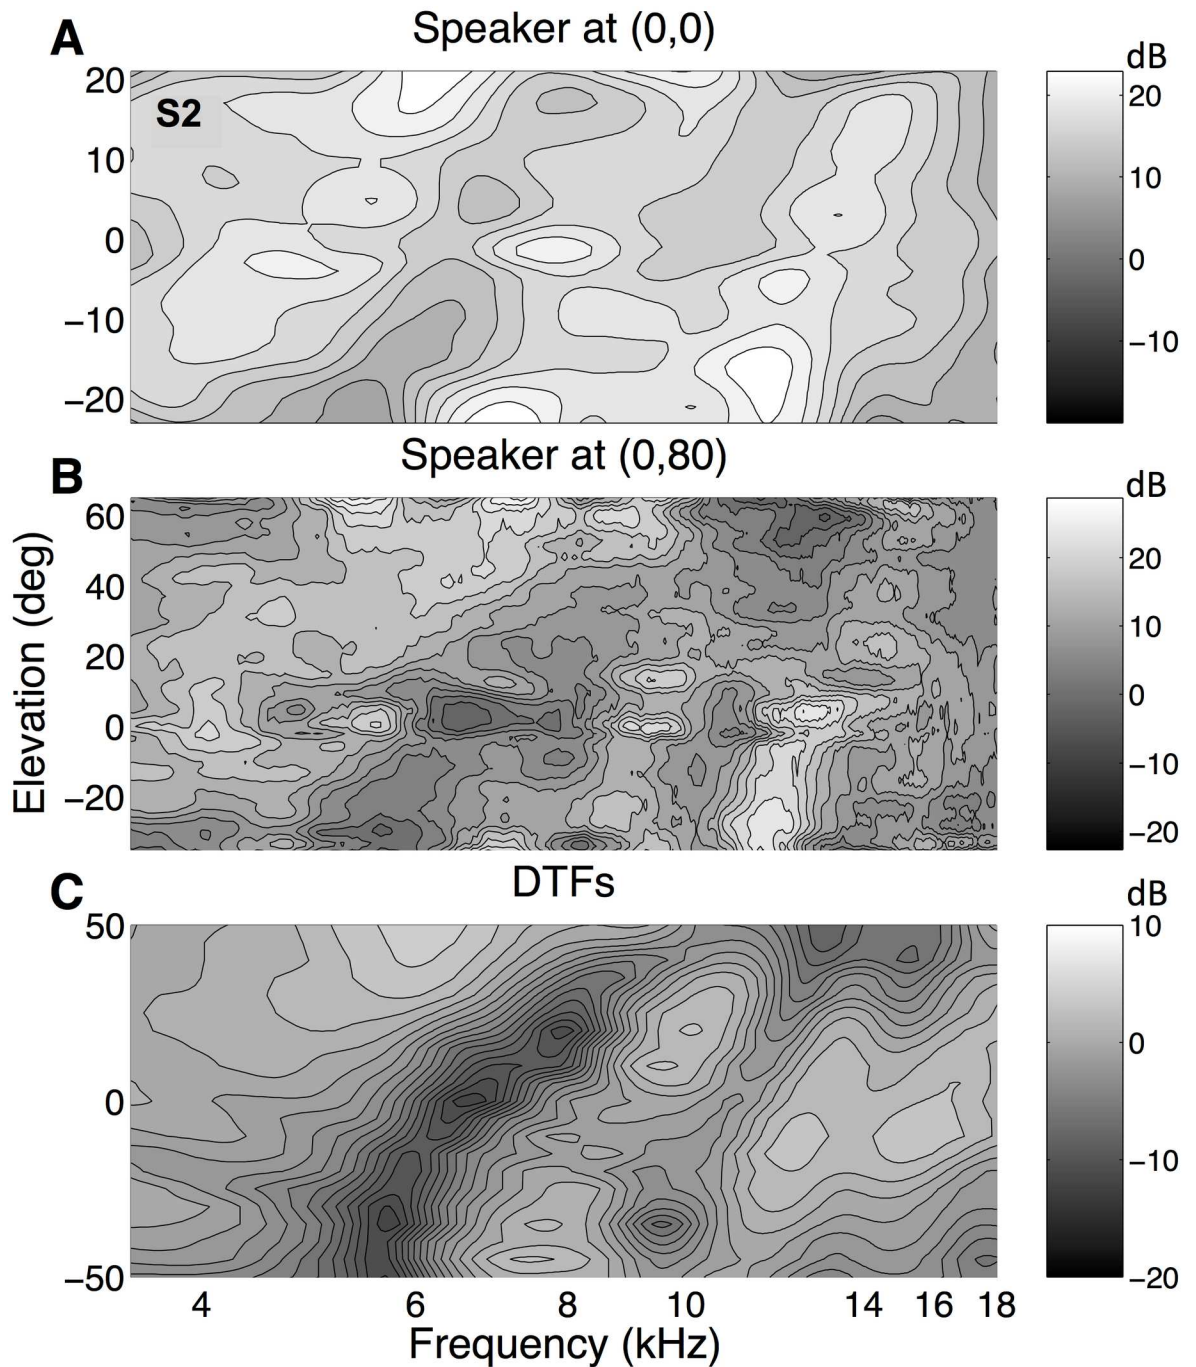 A
Speaker at (0,0)
dB
S2
20
10
0
−10
−20
20
10
0
−10
B
Speaker at (0,80)
dB
60
40
20
0
−20
20
10
0
−10
−20
Elevation (deg)
C
DTFs
dB
50
0
−50
10
0
−10
−20
4 6 8 10 14 16 18
Frequency (kHz)